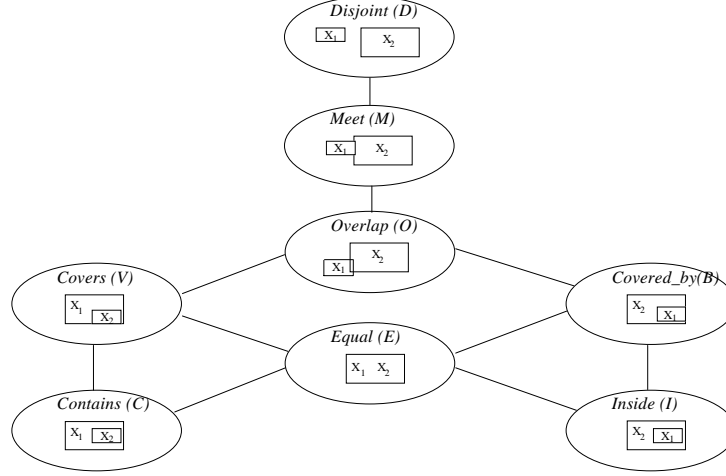 Disjoint (D)
X1
X2
Meet (M)
X1
X2
Overlap (O)
X2
X1
Covers (V)
X1
X2
Covered_by(B)
X2
X1
Equal (E)
X1 X2
Contains (C)
X1
X2
Inside (I)
X2
X1